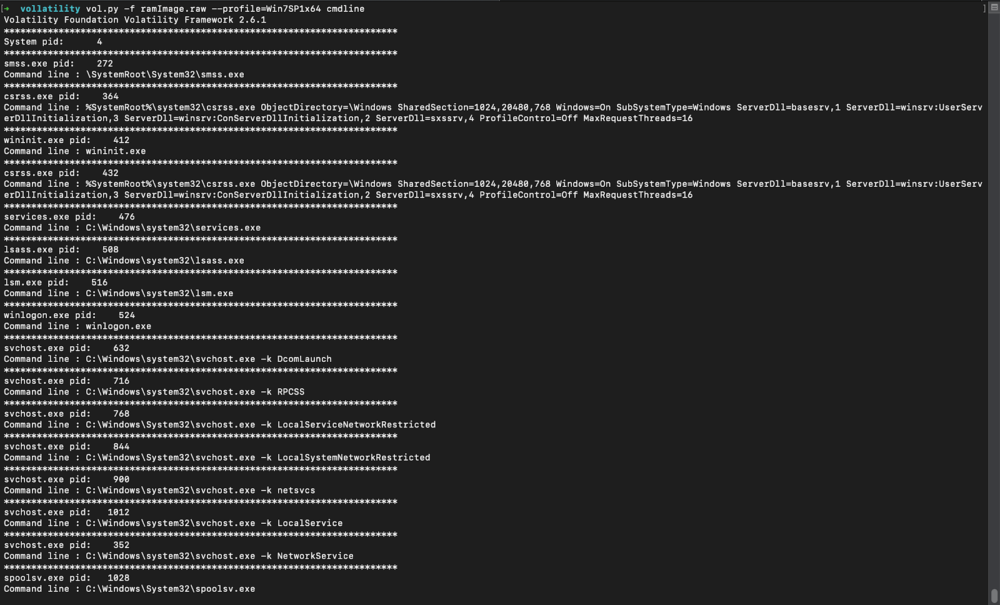 [➜  vollatility vol.py -f ramImage.raw --profile=Win7SP1x64 cmdline ]
Volatility Foundation Volatility Framework 2.6.1
************************************************************************
System pid:      4
************************************************************************
smss.exe pid:    272
Command line : \SystemRoot\System32\smss.exe
************************************************************************
csrss.exe pid:    364
Command line : %SystemRoot%\system32\csrss.exe ObjectDirectory=\Windows SharedSection=1024,20480,768 Windows=On SubSystemType=Windows ServerDll=basesrv,1 ServerDll=winsrv:UserServ
erDllInitialization,3 ServerDll=winsrv:ConServerDllInitialization,2 ServerDll=sxssrv,4 ProfileControl=Off MaxRequestThreads=16
************************************************************************
wininit.exe pid:    412
Command line : wininit.exe
************************************************************************
csrss.exe pid:    432
Command line : %SystemRoot%\system32\csrss.exe ObjectDirectory=\Windows SharedSection=1024,20480,768 Windows=On SubSystemType=Windows ServerDll=basesrv,1 ServerDll=winsrv:UserServ
erDllInitialization,3 ServerDll=winsrv:ConServerDllInitialization,2 ServerDll=sxssrv,4 ProfileControl=Off MaxRequestThreads=16
************************************************************************
services.exe pid:    476
Command line : C:\Windows\system32\services.exe
************************************************************************
lsass.exe pid:    508
Command line : C:\Windows\system32\lsass.exe
************************************************************************
lsm.exe pid:    516
Command line : C:\Windows\system32\lsm.exe
************************************************************************
winlogon.exe pid:    524
Command line : winlogon.exe
************************************************************************
svchost.exe pid:    632
Command line : C:\Windows\system32\svchost.exe -k DcomLaunch
************************************************************************
svchost.exe pid:    716
Command line : C:\Windows\system32\svchost.exe -k RPCSS
************************************************************************
svchost.exe pid:    768
Command line : C:\Windows\System32\svchost.exe -k LocalServiceNetworkRestricted
************************************************************************
svchost.exe pid:    844
Command line : C:\Windows\System32\svchost.exe -k LocalSystemNetworkRestricted
************************************************************************
svchost.exe pid:    900
Command line : C:\Windows\system32\svchost.exe -k netsvcs
************************************************************************
svchost.exe pid:   1012
Command line : C:\Windows\system32\svchost.exe -k LocalService
************************************************************************
svchost.exe pid:    352
Command line : C:\Windows\system32\svchost.exe -k NetworkService
************************************************************************
spoolsv.exe pid:   1028
Command line : C:\Windows\System32\spoolsv.exe